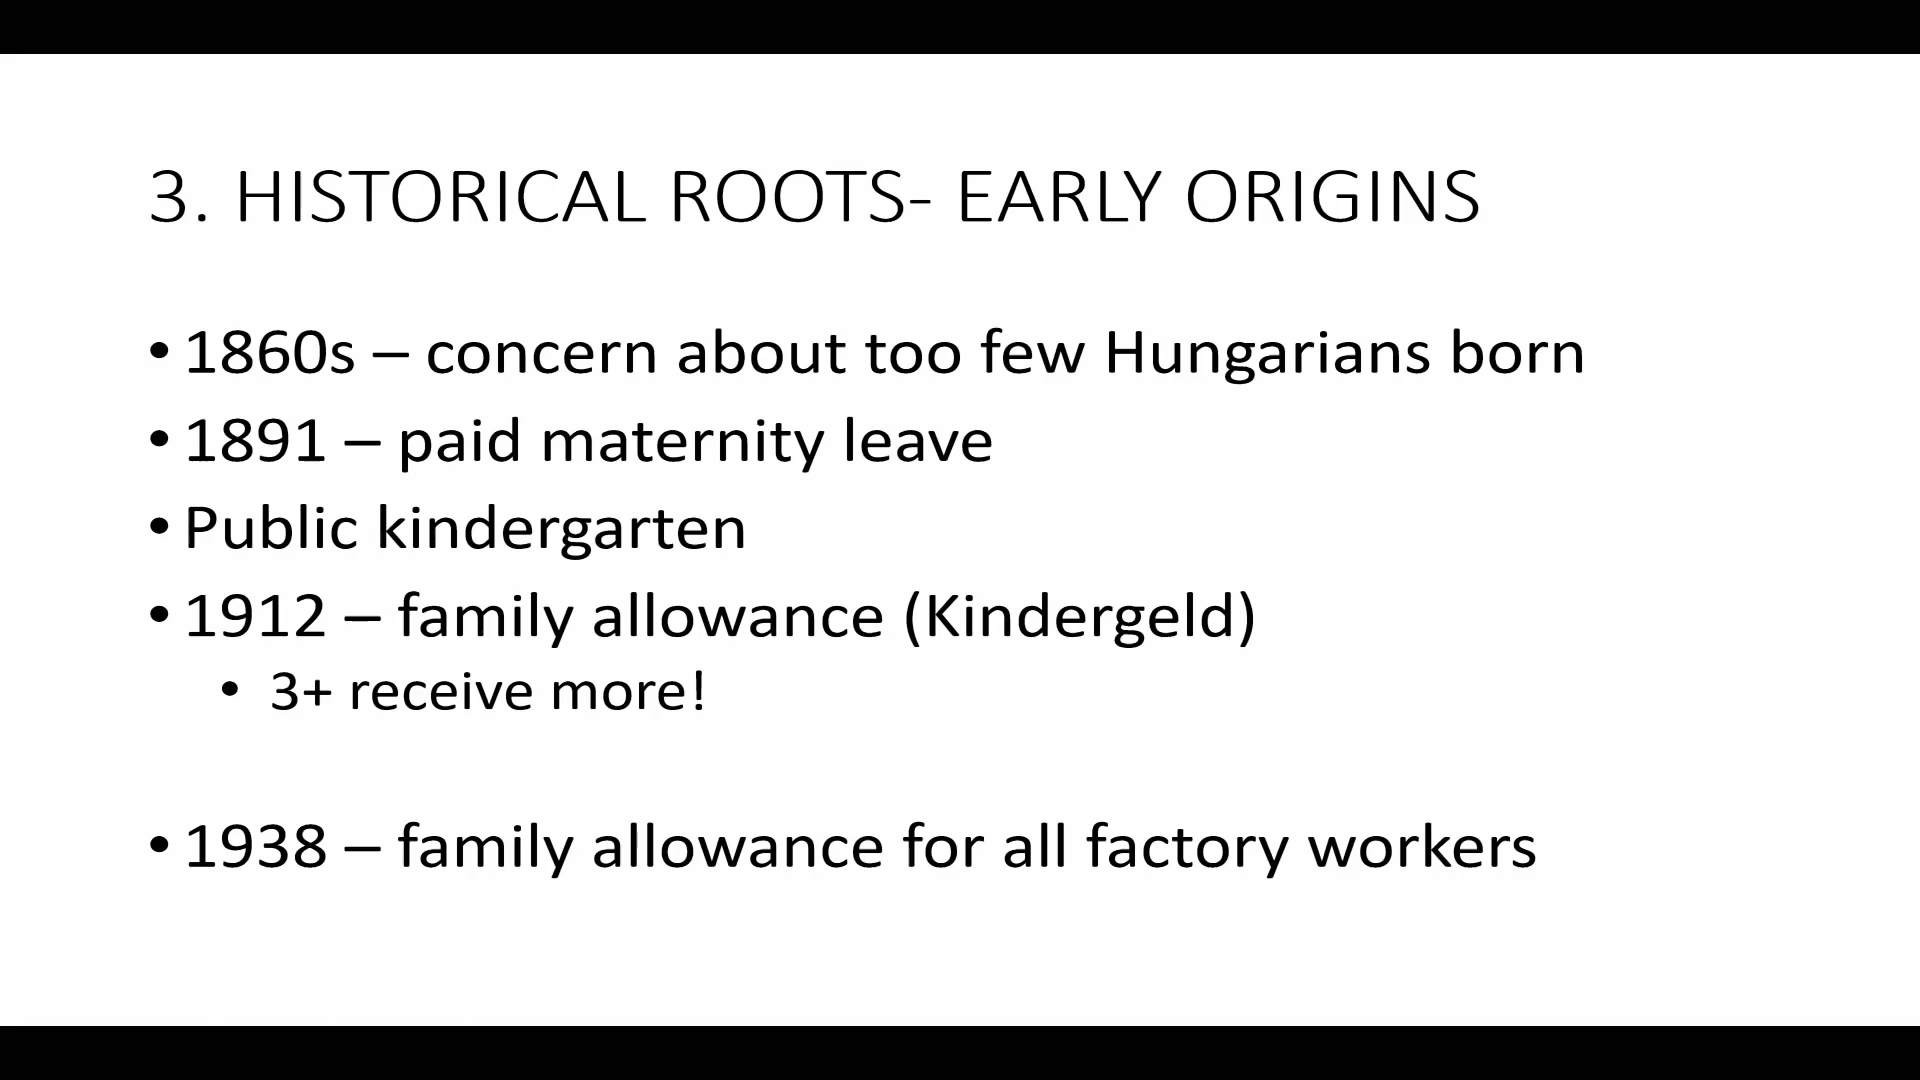 3. HISTORICAL ROOTS- EARLY ORIGINS
• 1860s – concern about too few Hungarians born
• 1891 – paid maternity leave
• Public kindergarten
• 1912 – family allowance (Kindergeld)
• 3+ receive more!
• 1938 – family allowance for all factory workers